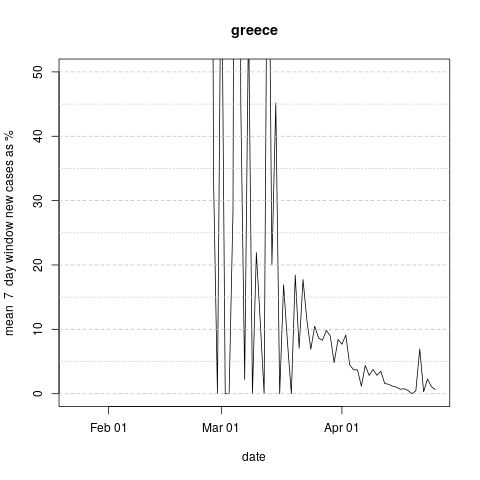 greece
mean 7 day window new cases as %
50
40
30
20
10
0
Feb 01
Mar 01
Apr 01
date